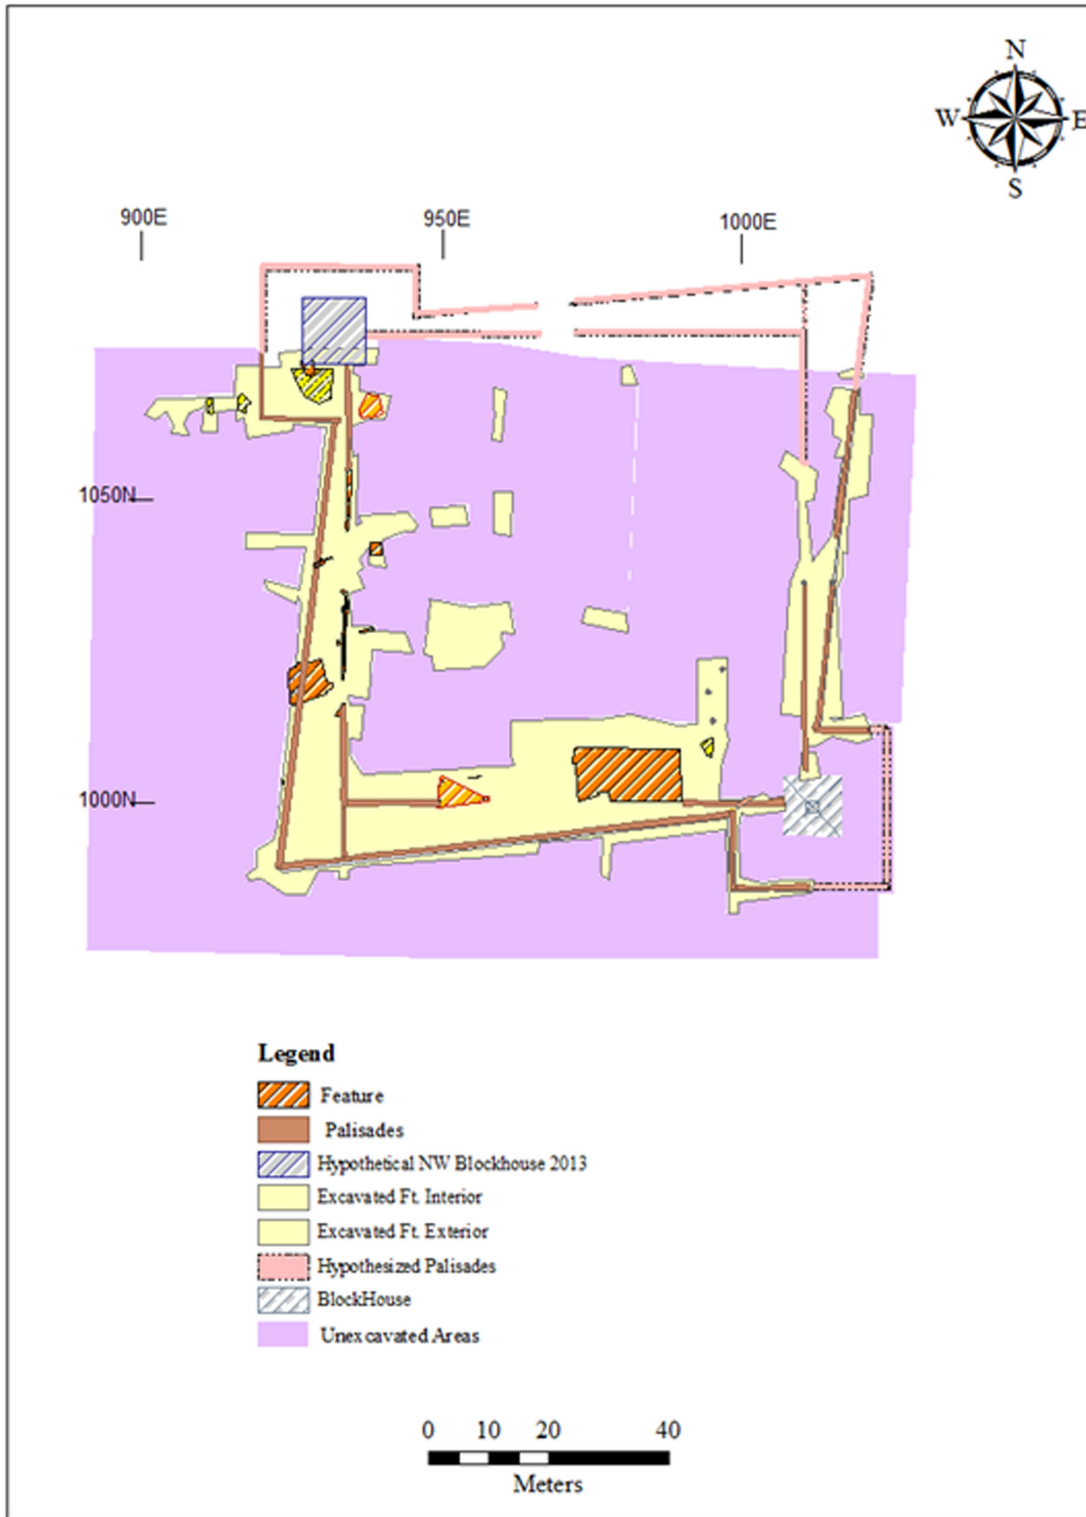 N
W E
S
900E 950E 1000E
1050N
1000N
Legend
Feature
Palisades
Hypothetical NW Blockhouse 2013
Excavated Ft. Interior
Excavated Ft. Exterior
Hypothesized Palisades
BlockHouse
Unexcavated Areas
0 10 20 40
Meters